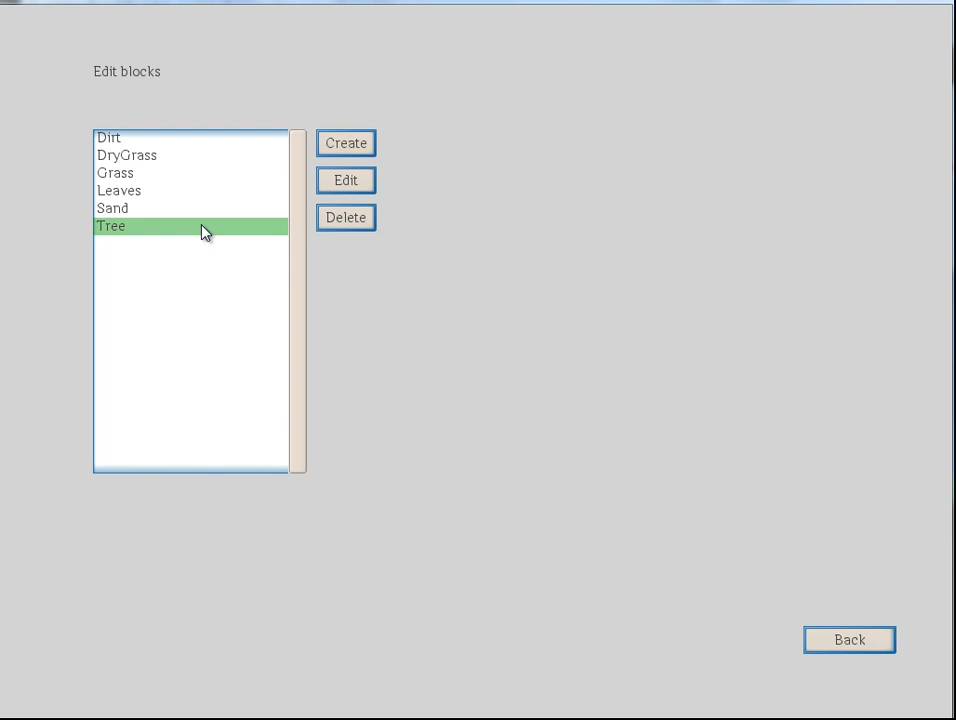 Edit blocks
Dirt
DryGrass
Grass
Leaves
Sand
Tree
Create
Edit
Delete
Back